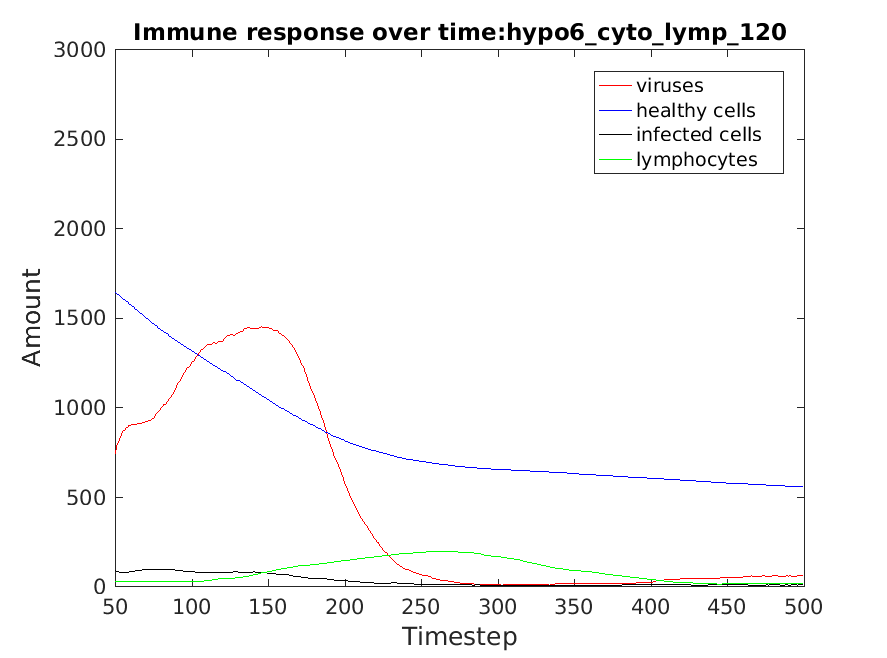 Immune response over time:hypo6_cyto_lymp_120
3000
2500
2000
1500
1000
500
0
Amount
viruses
healthy cells
infected cells
lymphocytes
50 100 150 200 250 300 350 400 450 500
Timestep